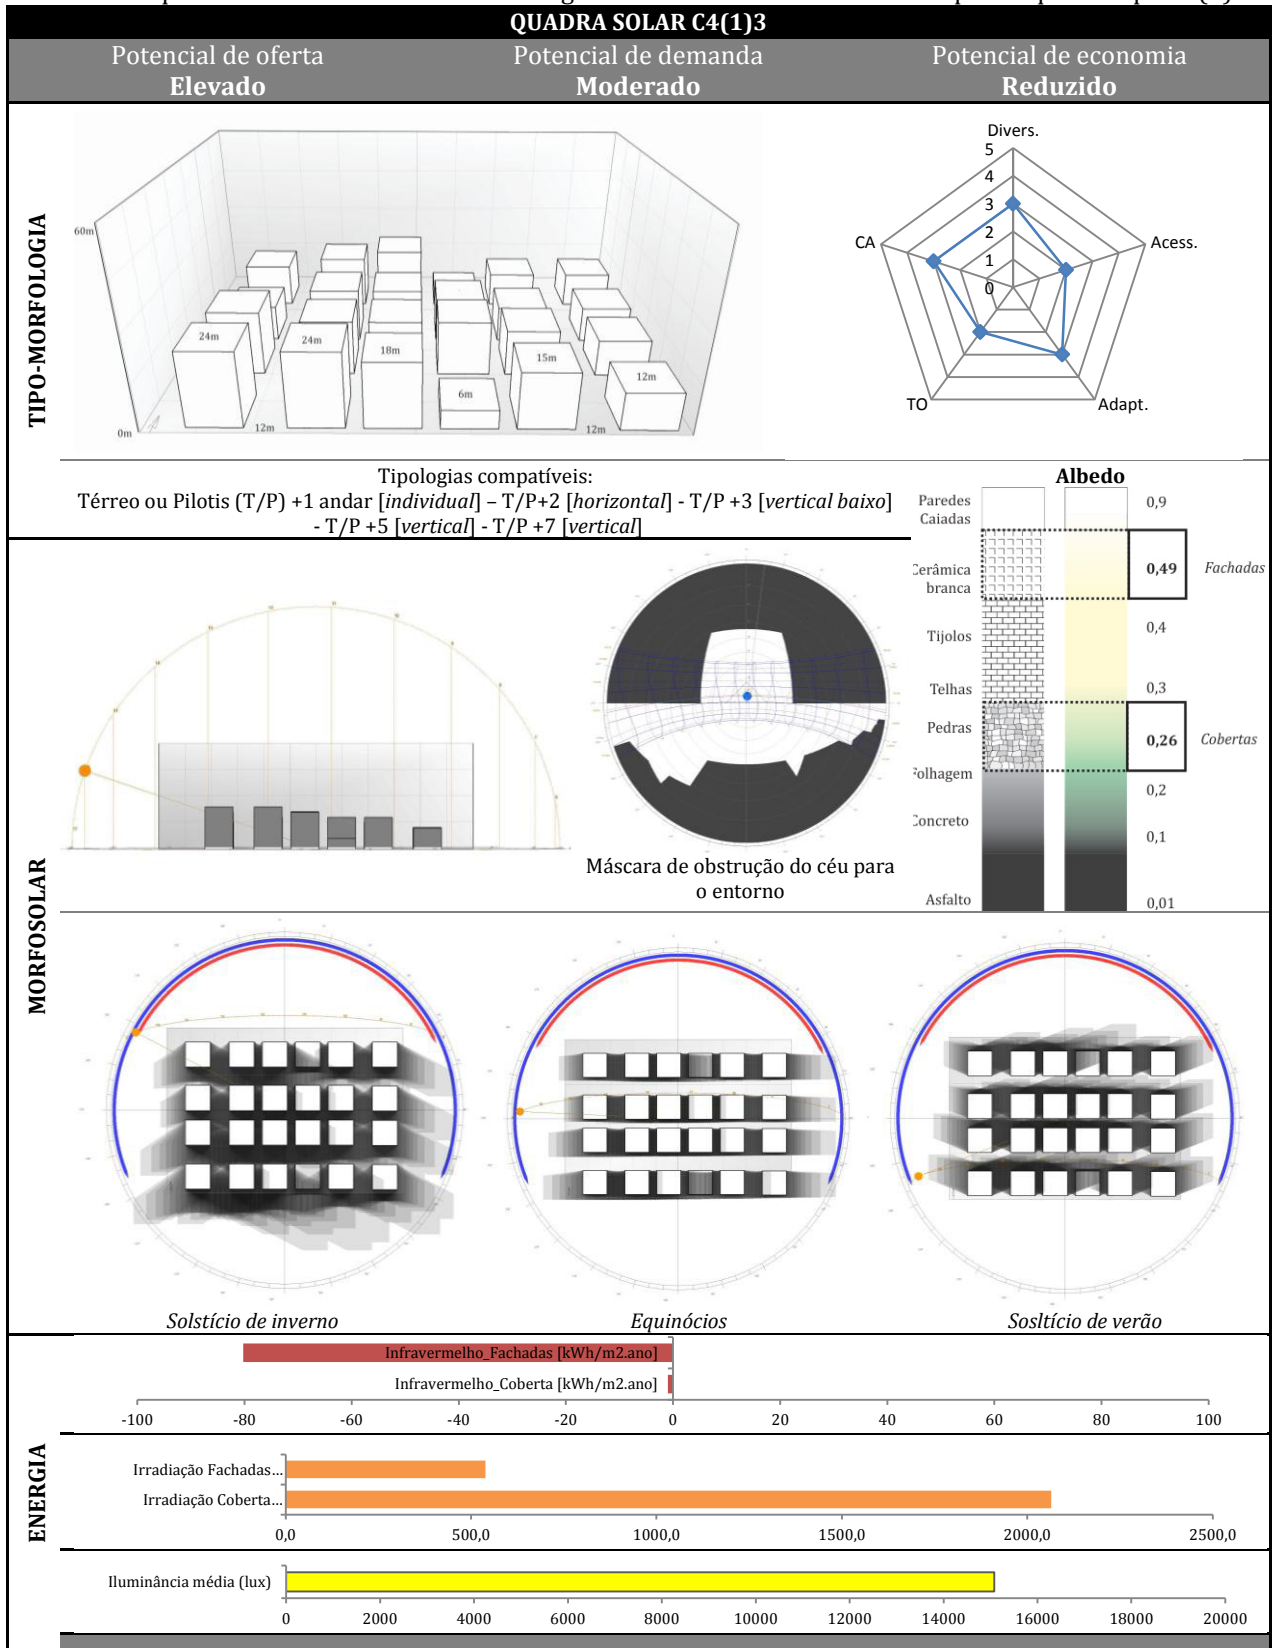 QUADRA SOLAR C4(1)3
Potencial de oferta
Elevado
Potencial de demanda
Moderado
Potencial de economia
Reduzido
TIPO-MORFOLOGIA
60m
24m
24m
18m
6m
15m
12m
0m
12m
12m
Divers.
5
4
3
2
1
0
CA
Acess.
TO
Adapt.
Tipologias compatíveis:
Térreo ou Pilotis (T/P) +1 andar [individual] – T/P+2 [horizontal] - T/P +3 [vertical baixo]
- T/P +5 [vertical] - T/P +7 [vertical]
Albedo
Paredes
Caiadas
0,9
Cerâmica
branca
0,49
Fachadas
Tijolos
0,4
Telhas
0,3
Pedras
0,26
Cobertas
Folhagem
0,2
Concreto
0,1
Asfalto
0,01
MORFOSOLAR
Máscara de obstrução do céu para
o entorno
Solstício de inverno
Equinócios
Sosltício de verão
ENERGIA
Infravermelho_Fachadas [kWh/m2.ano]
Infravermelho_Coberta [kWh/m2.ano]
-100 -80 -60 -40 -20 0 20 40 60 80 100
Irradiação Fachadas...
Irradiação Coberta...
0,0 500,0 1000,0 1500,0 2000,0 2500,0
Iluminância média (lux)
0 2000 4000 6000 8000 10000 12000 14000 16000 18000 20000